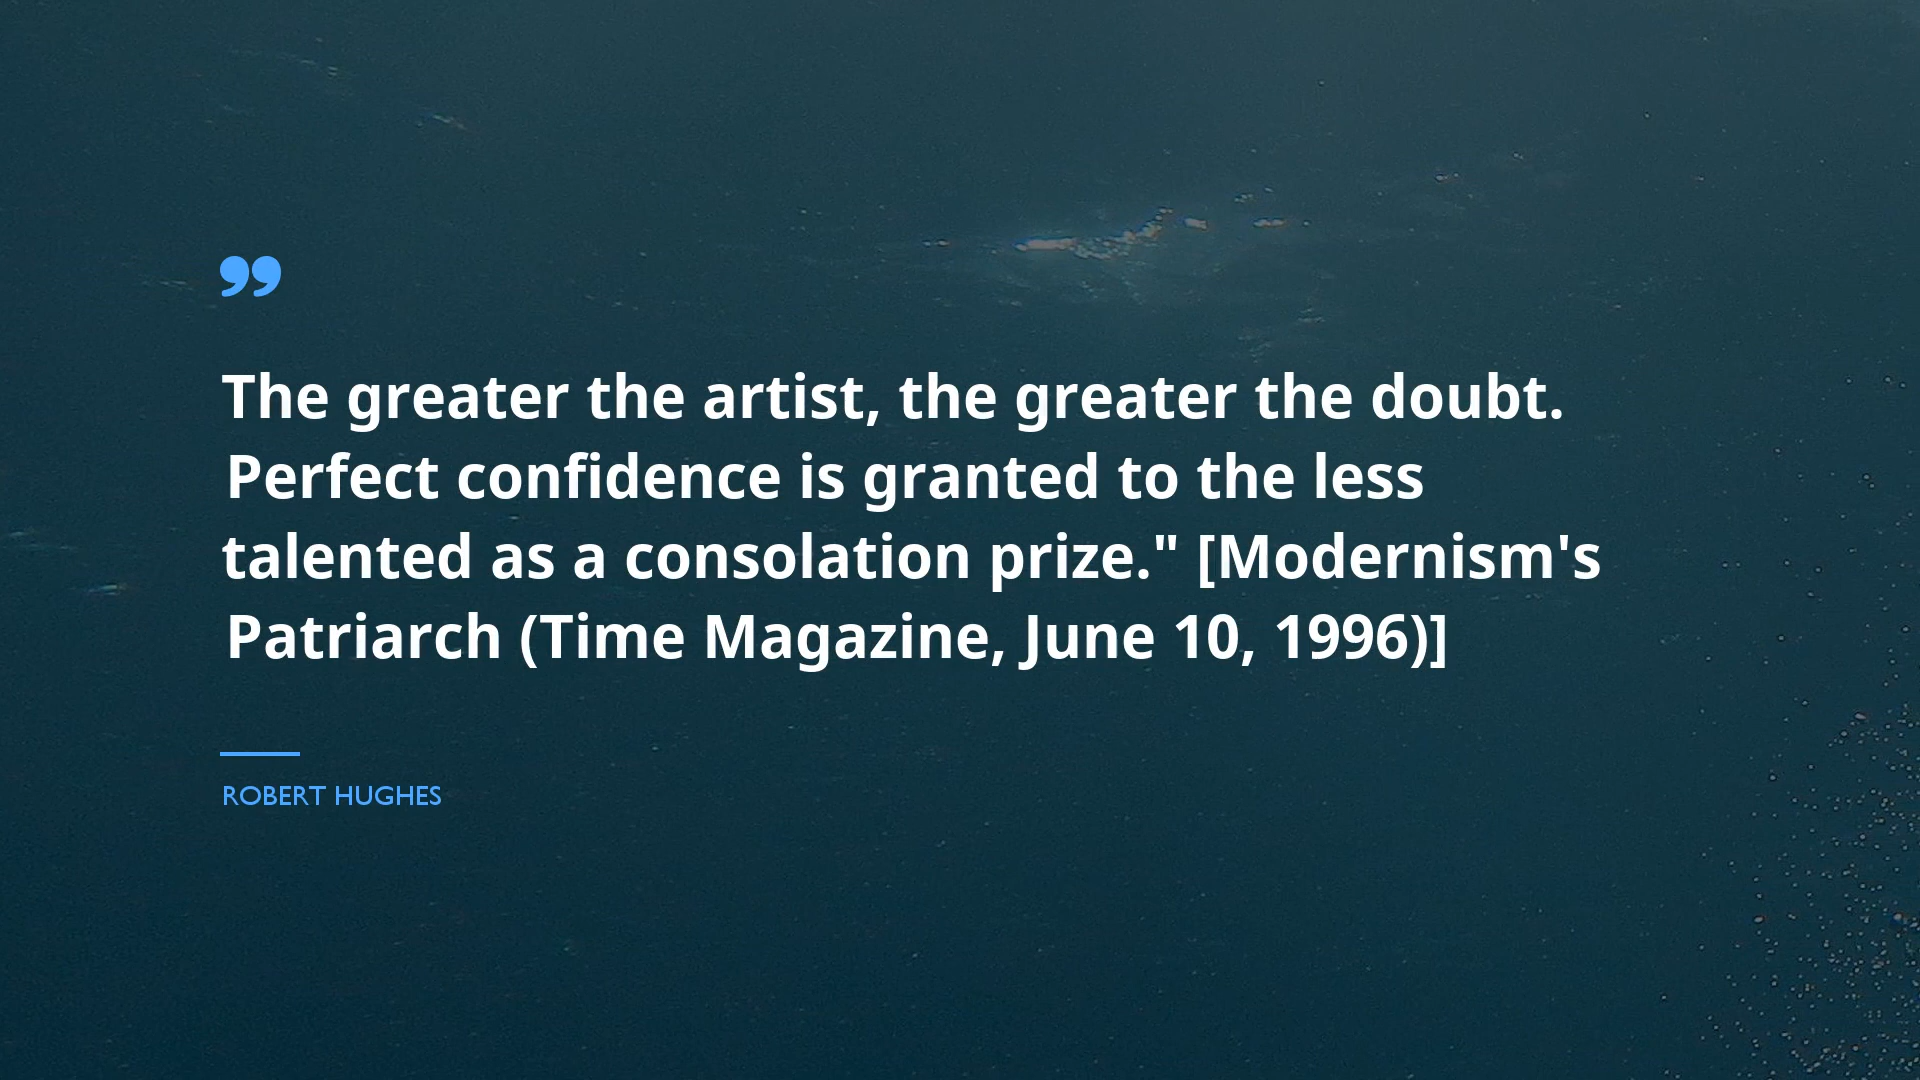 ”
The greater the artist, the greater the doubt.
Perfect confidence is granted to the less
talented as a consolation prize." [Modernism's
Patriarch (Time Magazine, June 10, 1996)]
ROBERT HUGHES